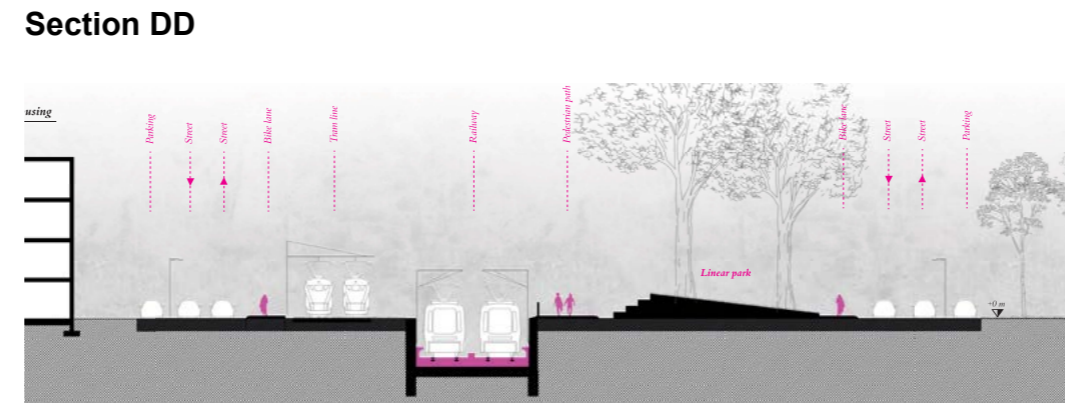 Section DD
using
Parking
Street
Street
Bike lane
Tram line
Railway
Pedestrian path
Bike lane
Street
Street
Parking
Linear park
-0 m